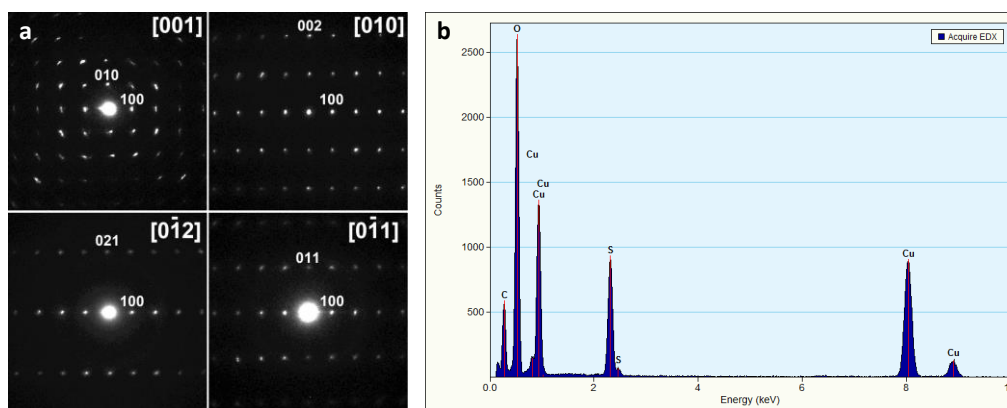 a
[001]
010
100
[010]
002
100
[01̄2]
021
100
[01̄1]
011
100
b
Acquire EDX
O
Cu
Cu
Cu
C
S
S
Cu
Cu
Counts
2500
2000
1500
1000
500
0.0
2
4
6
8
10
Energy (keV)